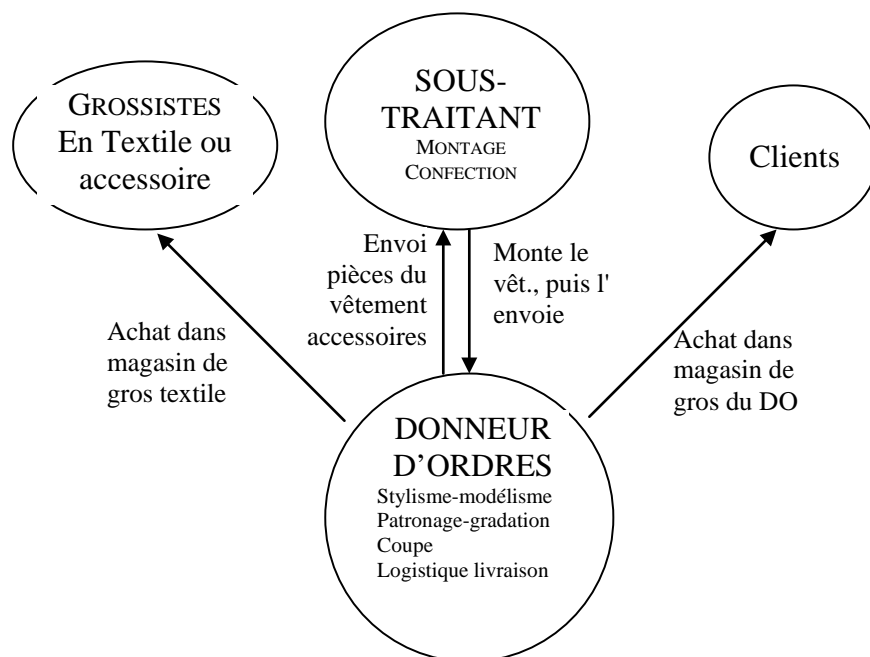 GROSSISTES
En Textile ou
accessoire
SOUS-
TRAITANT
MONTAGE
CONFECTION
Clients
Envoi
pièces du
vêtement
accessoires
Monte le
vêt., puis l'
envoie
Achat dans
magasin de
gros textile
Achat dans
magasin de
gros du DO
DONNEUR
D’ORDRES
Stylisme-modélisme
Patronage-gradation
Coupe
Logistique livraison